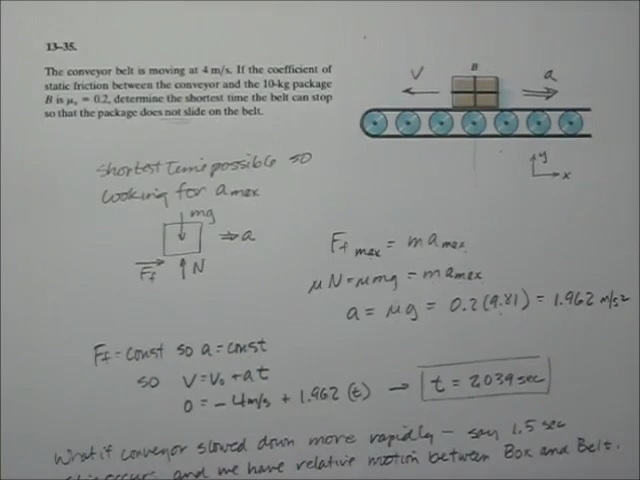 13-35.
The conveyor belt is moving at 4 m/s. If the coefficient of
static friction between the conveyor and the 10-kg package
B is μs = 0.2, determine the shortest time the belt can stop
so that the package does not slide on the belt.
V
B
a
y
x
Shortest time possible so
looking for a max
mg
⇒ a
Ff
N
Ff max = m a max
μN = μmg = m a max
a = μg = 0.2(9.81) = 1.962 m/s²
Ff = const so a = const
so V = V₀ + a t
0 = -4 m/s + 1.962 (t) → t = 2.039 sec
What if conveyor slowed down more rapidly - say 1.5 sec
occurs and we have relative motion between Box and Belt.